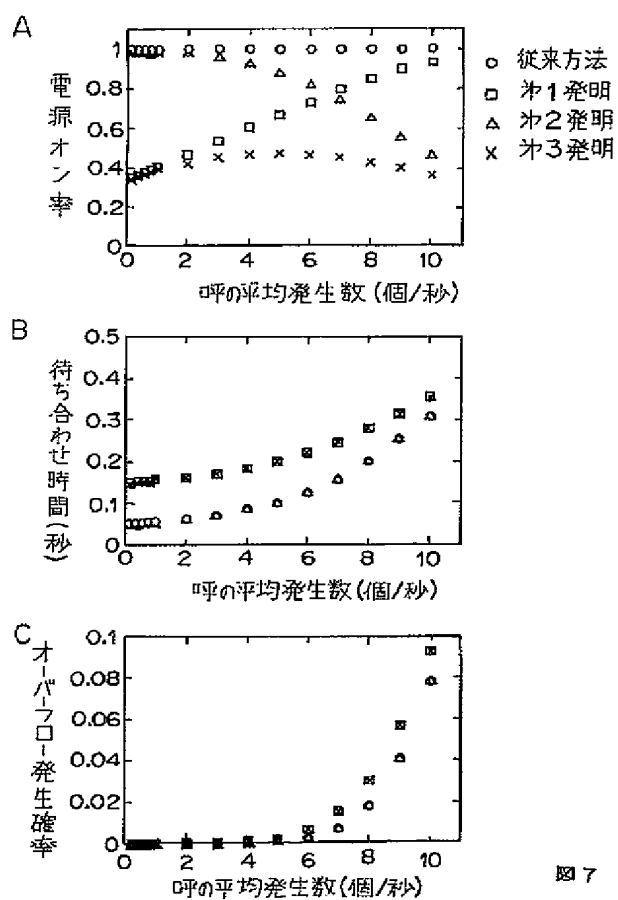 A
電源オン率
1
0.8
0.6
0.4
0.2
0
0 2 4 6 8 10
呼の平均発生数(個/秒)
従来方法
第1発明
第2発明
第3発明
B
待ち合わせ時間(秒)
0.5
0.4
0.3
0.2
0.1
0
0 2 4 6 8 10
呼の平均発生数(個/秒)
C
オーバーフロー発生確率
0.1
0.08
0.06
0.04
0.02
0
0 2 4 6 8 10
呼の平均発生数(個/秒)
図7